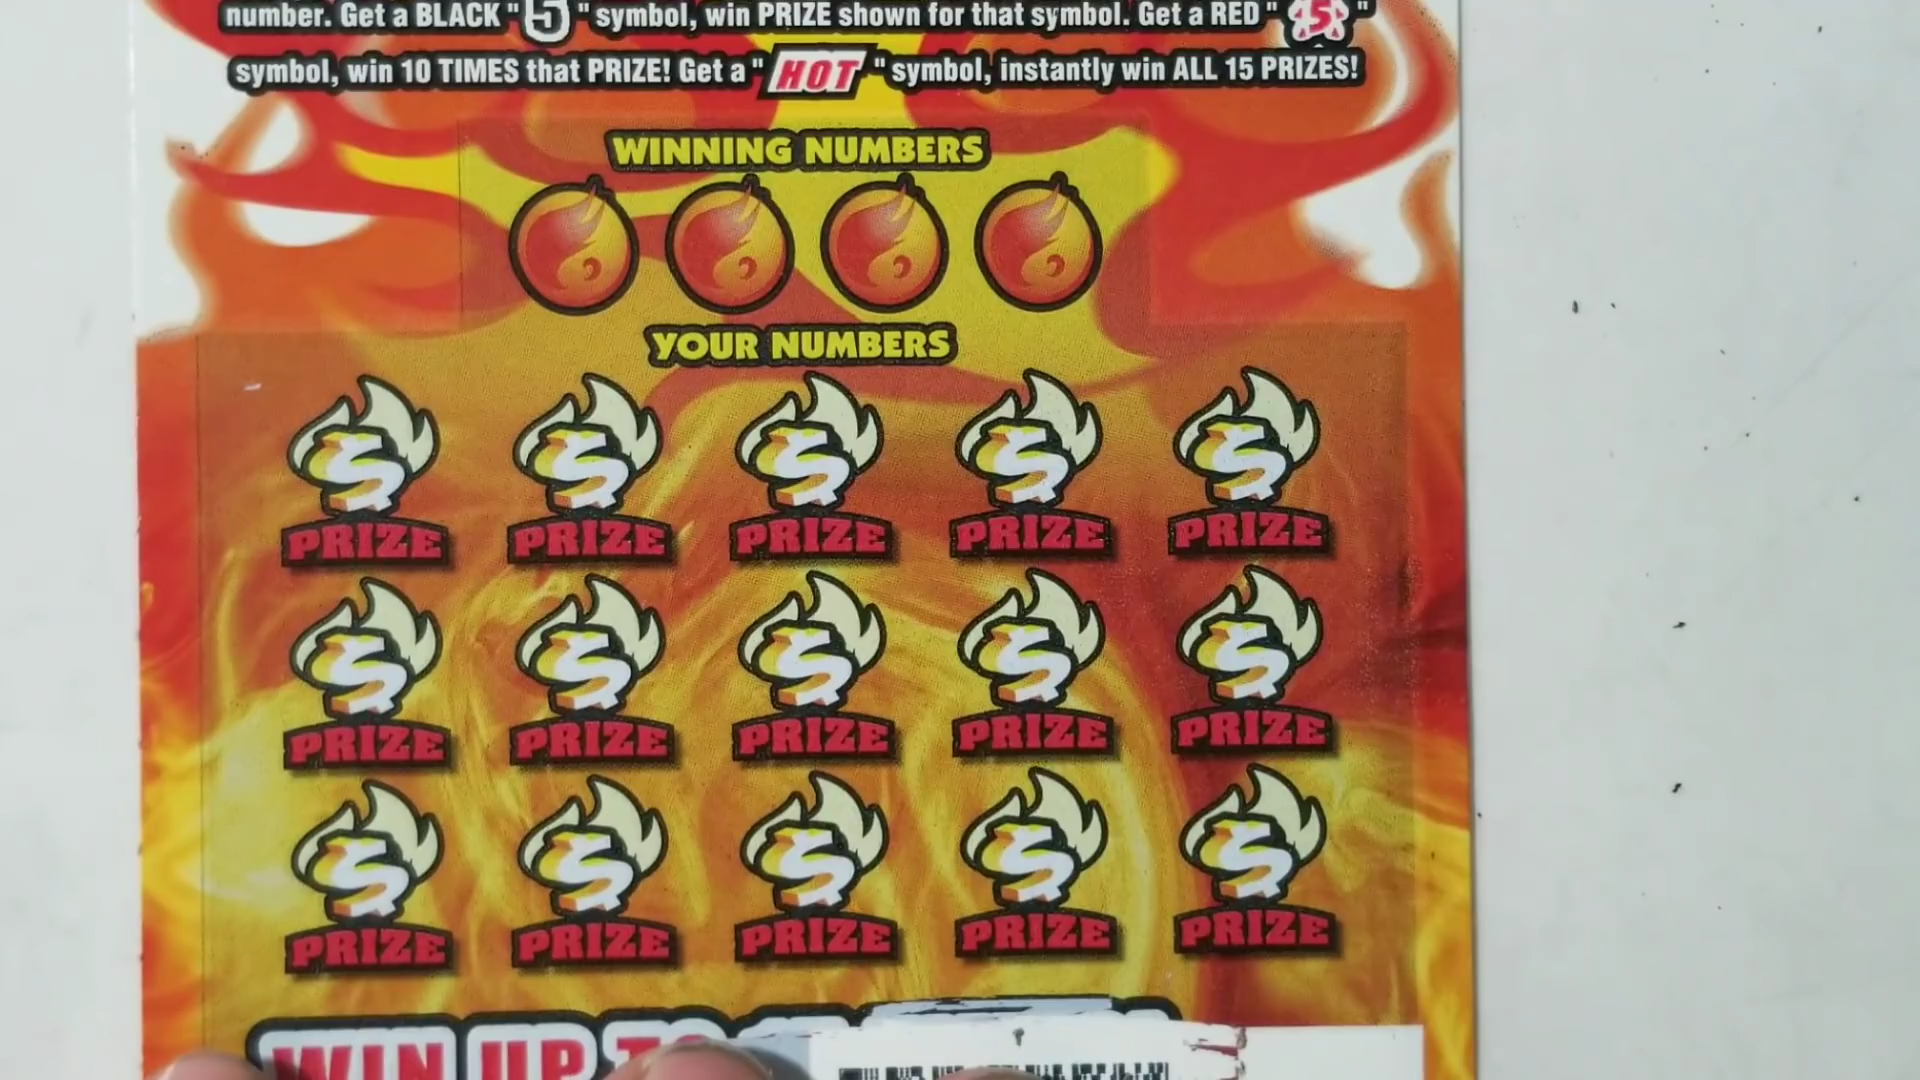 number. Get a BLACK "5" symbol, win PRIZE shown for that symbol. Get a RED "5"
symbol, win 10 TIMES that PRIZE! Get a "HOT" symbol, instantly win ALL 15 PRIZES!
WINNING NUMBERS
YOUR NUMBERS
$ $ $ $ $
PRIZE PRIZE PRIZE PRIZE PRIZE
$ $ $ $ $
PRIZE PRIZE PRIZE PRIZE PRIZE
$ $ $ $ $
PRIZE PRIZE PRIZE PRIZE PRIZE
WIN UP TO